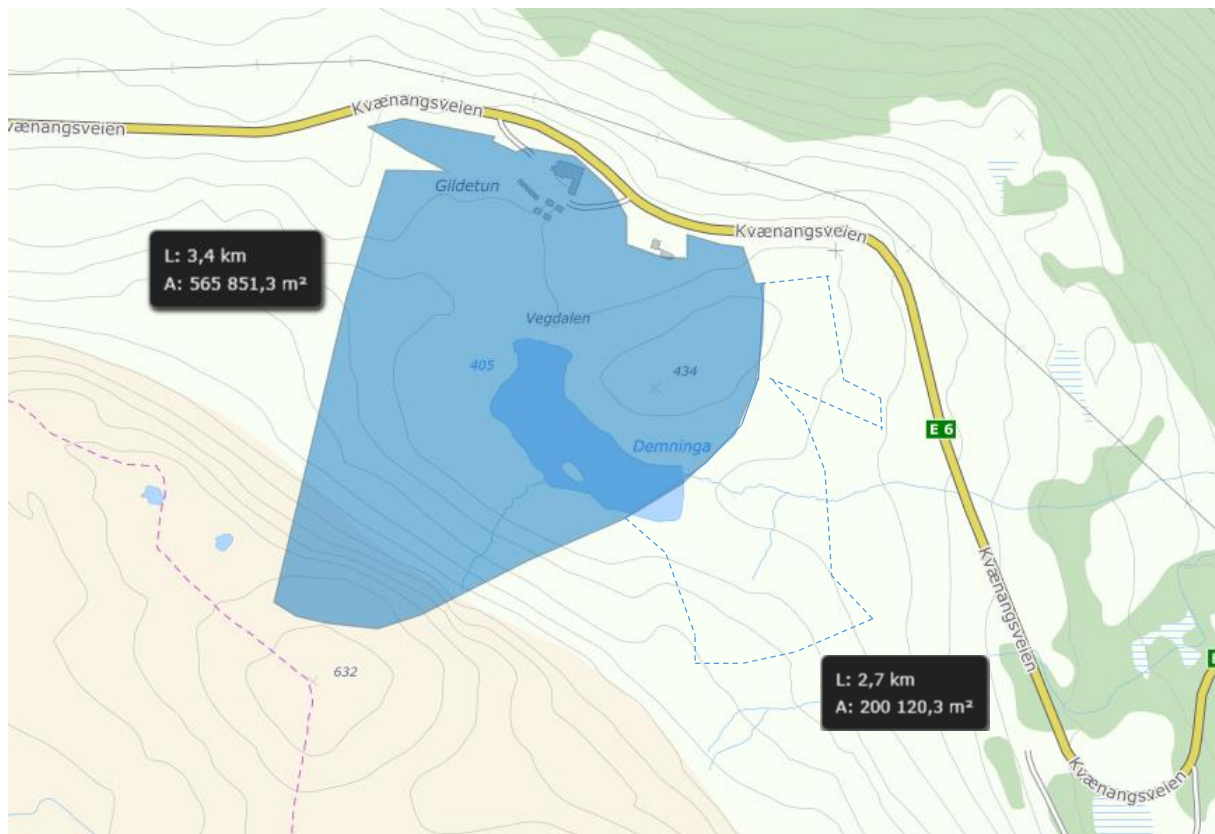 Kvænangsveien
vænangsveien
Gildetun
Kvænangsveien
L: 3,4 km
A: 565 851,3 m²
Vegdalen
405
434
E 6
Demninga
Kvænangsveien
632
L: 2,7 km
A: 200 120,3 m²
Kvænangsveien